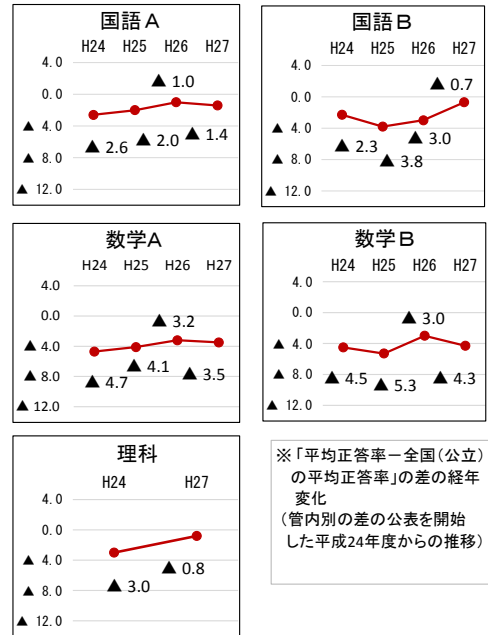 国語A
H24 H25 H26 H27
4.0
▲ 1.0
0.0
▲ 4.0
▲ 2.6 ▲ 2.0 ▲ 1.4
▲ 8.0
▲ 12.0
国語B
H24 H25 H26 H27
4.0
▲ 0.7
0.0
▲ 4.0
▲ 2.3 ▲ 3.8 ▲ 3.0
▲ 8.0
▲ 12.0
数学A
H24 H25 H26 H27
4.0
0.0
▲ 3.2
▲ 4.0
▲ 4.7 ▲ 4.1 ▲ 3.5
▲ 8.0
▲ 12.0
数学B
H24 H25 H26 H27
4.0
0.0
▲ 3.0
▲ 4.0
▲ 4.5 ▲ 5.3 ▲ 4.3
▲ 8.0
▲ 12.0
理科
H24 H27
4.0
0.0
▲ 4.0
▲ 3.0 ▲ 0.8
▲ 8.0
▲ 12.0
※「平均正答率－全国(公立)
の平均正答率」の差の経年
変化
(管内別の差の公表を開始
した平成24年度からの推移)